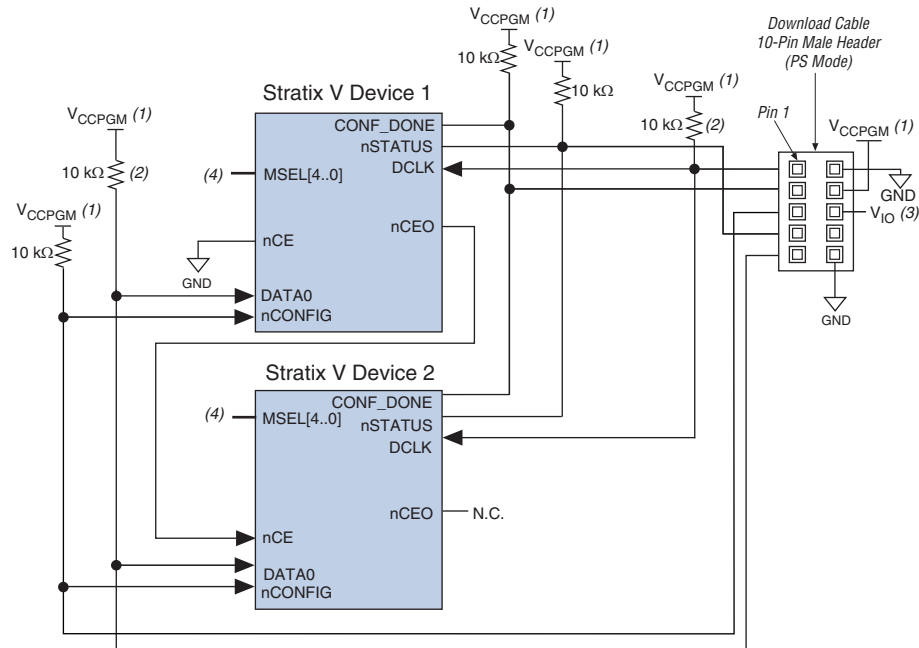 VCCPGM (1)
10 kΩ
VCCPGM (1)
10 kΩ
VCCPGM (1)
10 kΩ (2)
Download Cable
10-Pin Male Header
(PS Mode)
Pin 1
VCCPGM (1)
GND
VIO (3)
GND
VCCPGM (1)
10 kΩ (2)
VCCPGM (1)
10 kΩ
Stratix V Device 1
CONF_DONE
nSTATUS
DCLK
(4)
MSEL[4..0]
nCEO
nCE
GND
DATA0
nCONFIG
Stratix V Device 2
CONF_DONE
nSTATUS
DCLK
(4)
MSEL[4..0]
nCEO
N.C.
nCE
DATA0
nCONFIG